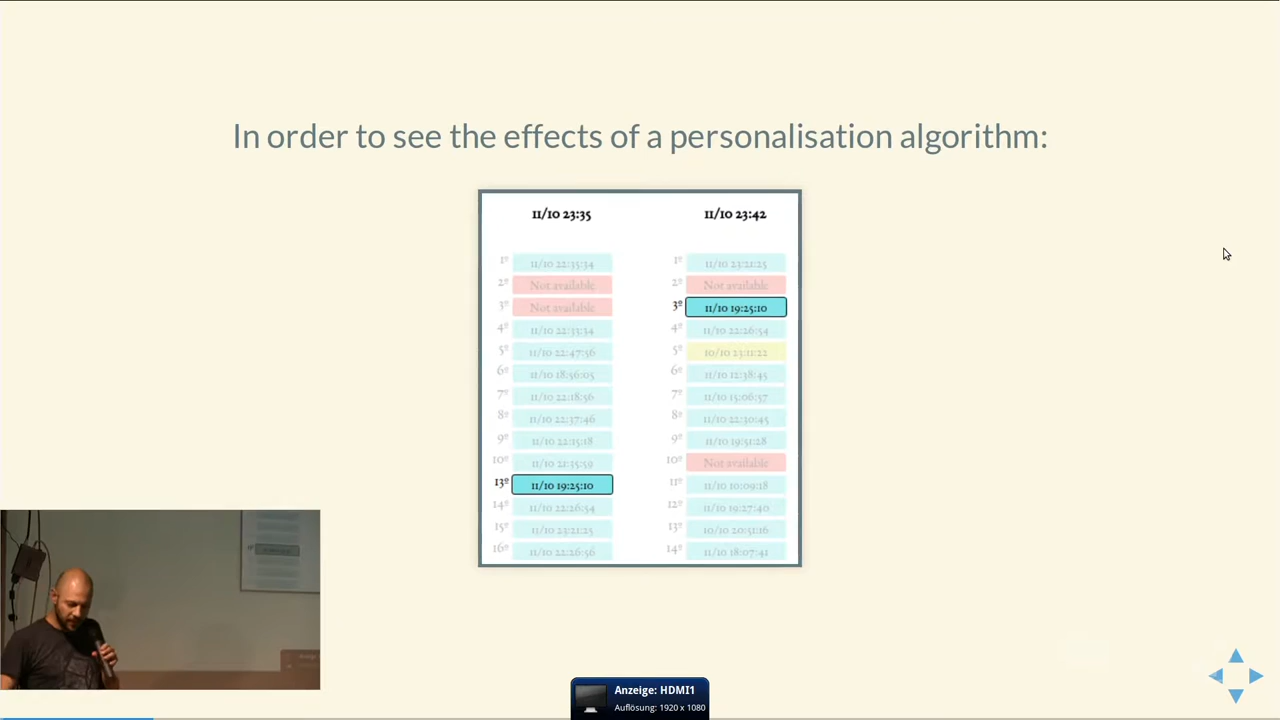 In order to see the effects of a personalisation algorithm:
11/10 23:35
1º 11/10 22:35:34
2º Not available
3º Not available
4º 11/10 22:33:34
5º 11/10 22:47:56
6º 11/10 18:56:05
7º 11/10 22:18:56
8º 11/10 22:37:46
9º 11/10 22:15:18
10º 11/10 21:35:59
13º 11/10 19:25:10
14º 11/10 22:26:54
15º 11/10 23:21:25
16º 11/10 22:26:56
11/10 23:42
1º 11/10 23:21:25
2º Not available
3º 11/10 19:25:10
4º 11/10 22:26:54
5º 10/10 23:11:22
6º 11/10 12:38:45
7º 11/10 15:06:57
8º 11/10 22:30:45
9º 11/10 19:51:28
10º Not available
11º 11/10 10:09:18
12º 11/10 19:27:40
13º 10/10 20:51:16
14º 11/10 18:07:41
Anzeige: HDMI1
Auflösung: 1920 x 1080